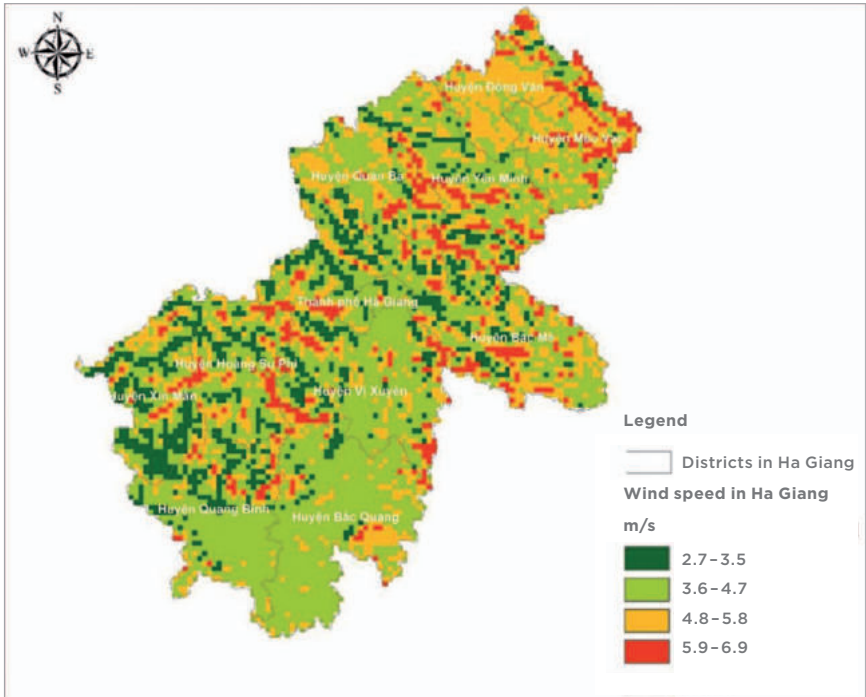 N
W E
S
Huyện Đồng Văn
Huyện Mèo Vạc
Huyện Quản Bạ
Huyện Yên Minh
Thành phố Hà Giang
Huyện Bắc Mê
Huyện Hoàng Su Phì
Huyện Vị Xuyên
Huyện Xín Mần
Huyện Quang Bình
Huyện Bắc Quang
Legend
Districts in Ha Giang
Wind speed in Ha Giang
m/s
2.7–3.5
3.6–4.7
4.8–5.8
5.9–6.9